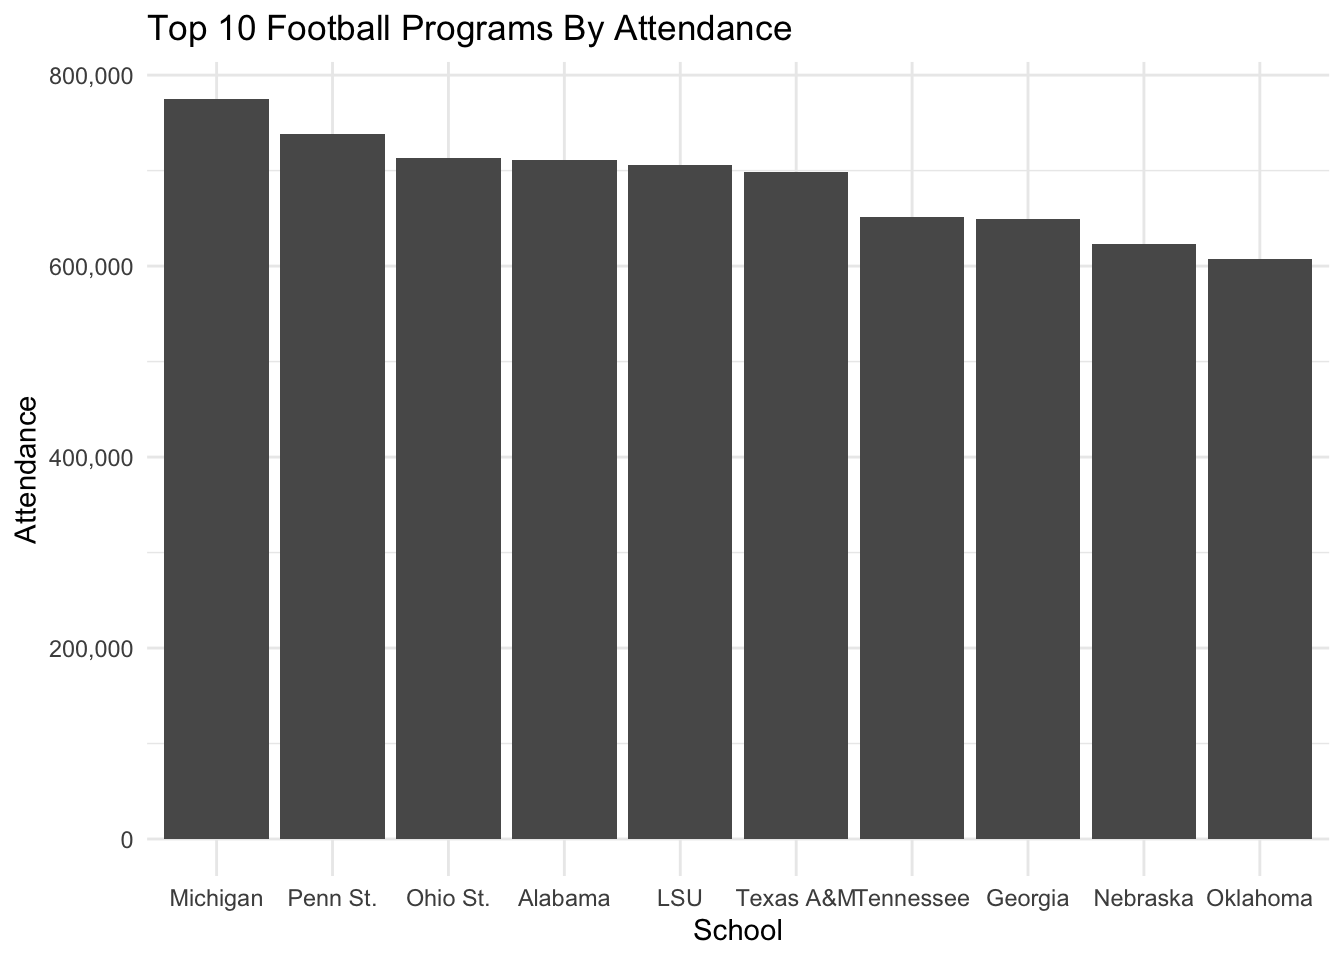 Top 10 Football Programs By Attendance
800,000
600,000
400,000
200,000
0
Attendance
Michigan Penn St. Ohio St. Alabama LSU Texas A&M Tennessee Georgia Nebraska Oklahoma
School